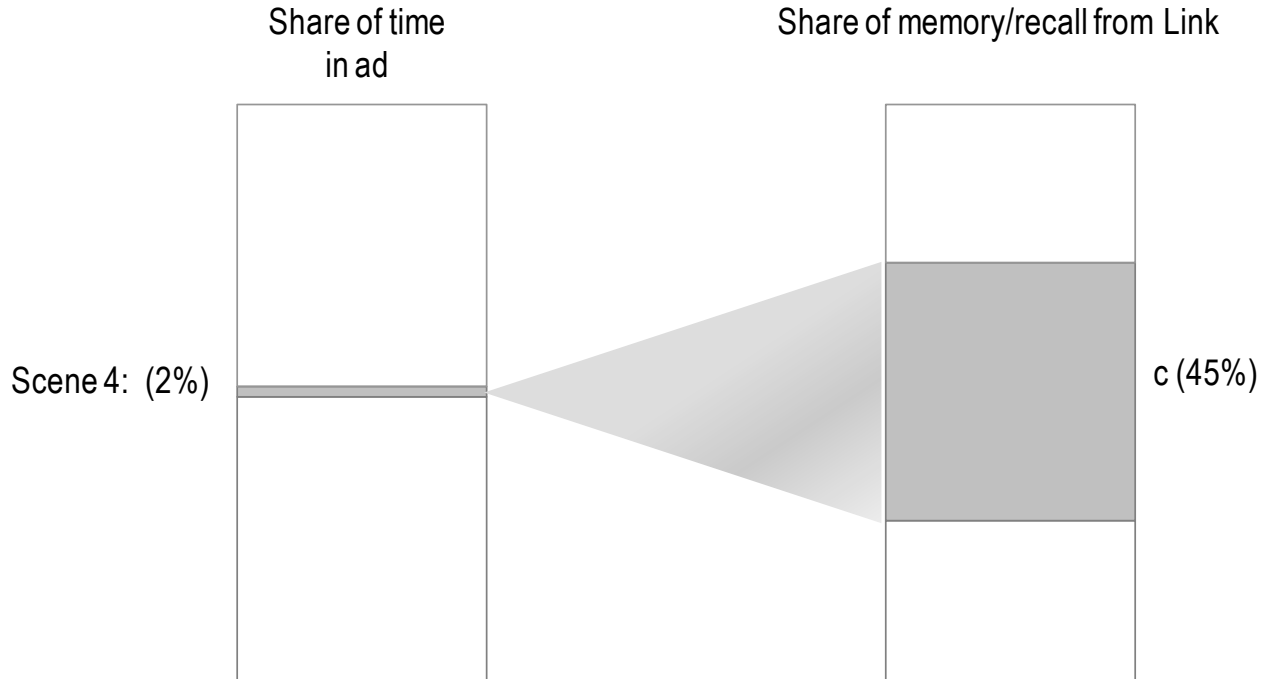 Share of time
in ad
Share of memory/recall from Link
Scene 4: (2%)
c (45%)